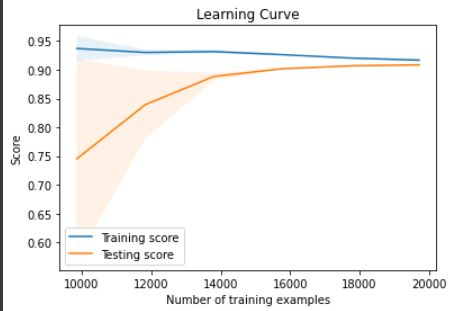 Learning Curve
0.95
0.90
0.85
0.80
0.75
0.70
0.65
0.60
Score
Training score
Testing score
10000 12000 14000 16000 18000 20000
Number of training examples